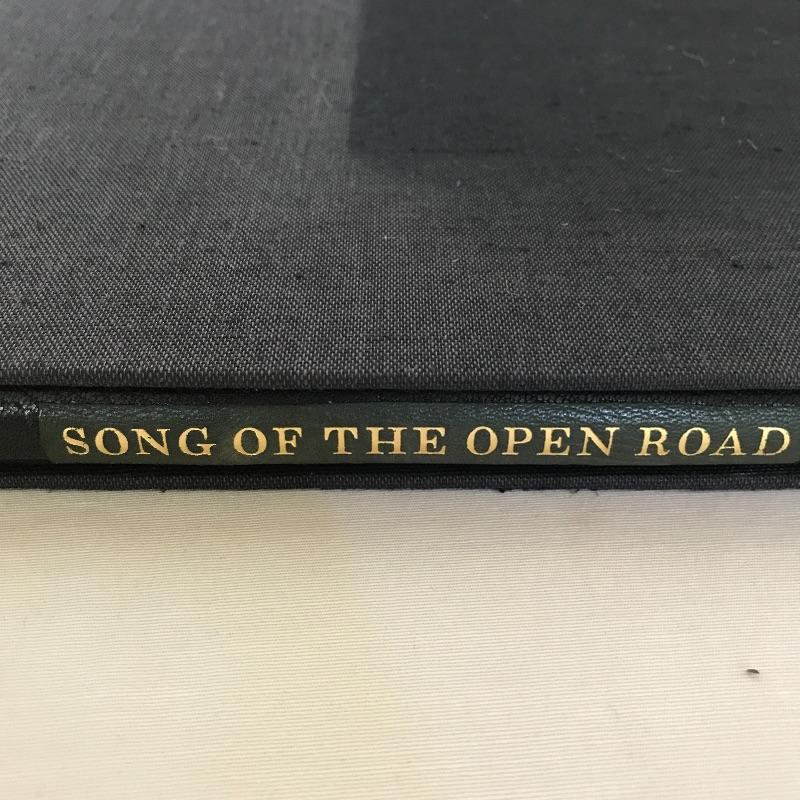 SONG OF THE OPEN ROAD